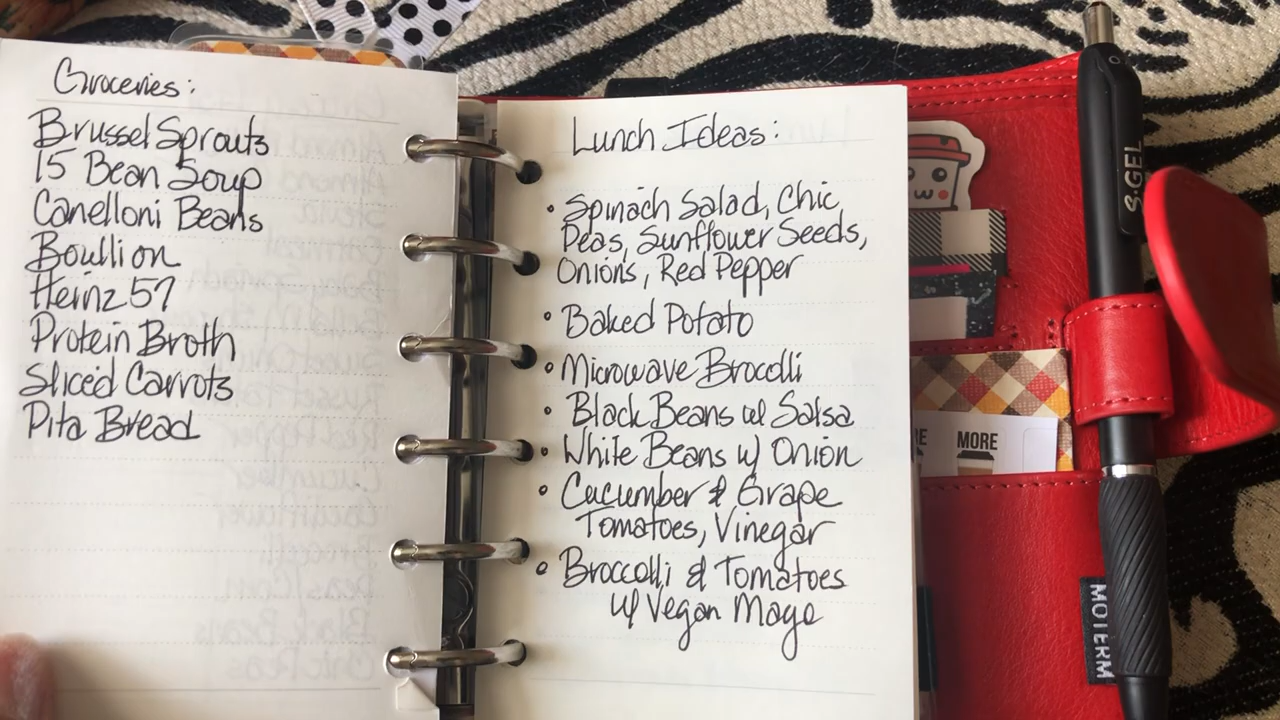 Groceries:
Brussel Sprouts
15 Bean Soup
Canelloni Beans
Boullion
Heinz 57
Protein Broth
Sliced Carrots
Pita Bread
Lunch Ideas:
• Spinach Salad, Chic
Peas, Sunflower Seeds,
Onions, Red Pepper
• Baked Potato
• Microwave Brocolli
• Black Beans w/ Salsa
• White Beans w/ Onion
• Cucumber & Grape
Tomatoes, Vinegar
• Broccolli & Tomatoes
w/ Vegan Mayo
S·GEL
MORE
MOTERM